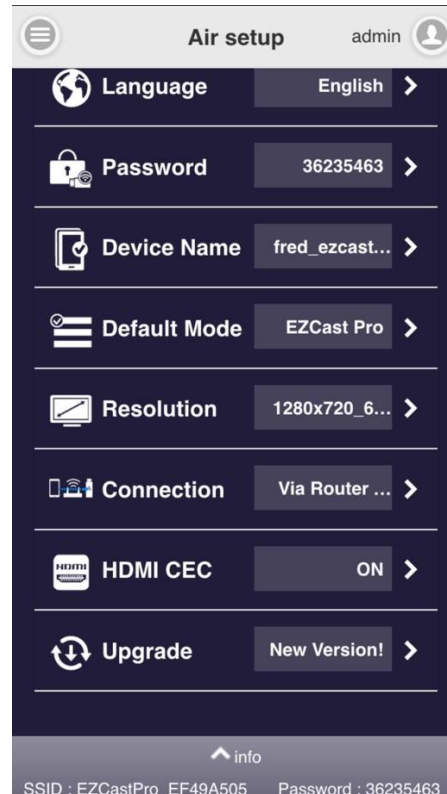 Air setup admin
Language English
Password 36235463
Device Name fred_ezcast...
Default Mode EZCast Pro
Resolution 1280x720_6...
Connection Via Router ...
HDMI
HDMI CEC ON
Upgrade New Version!
info
SSID : EZCastPro_EF49A505 Password : 36235463